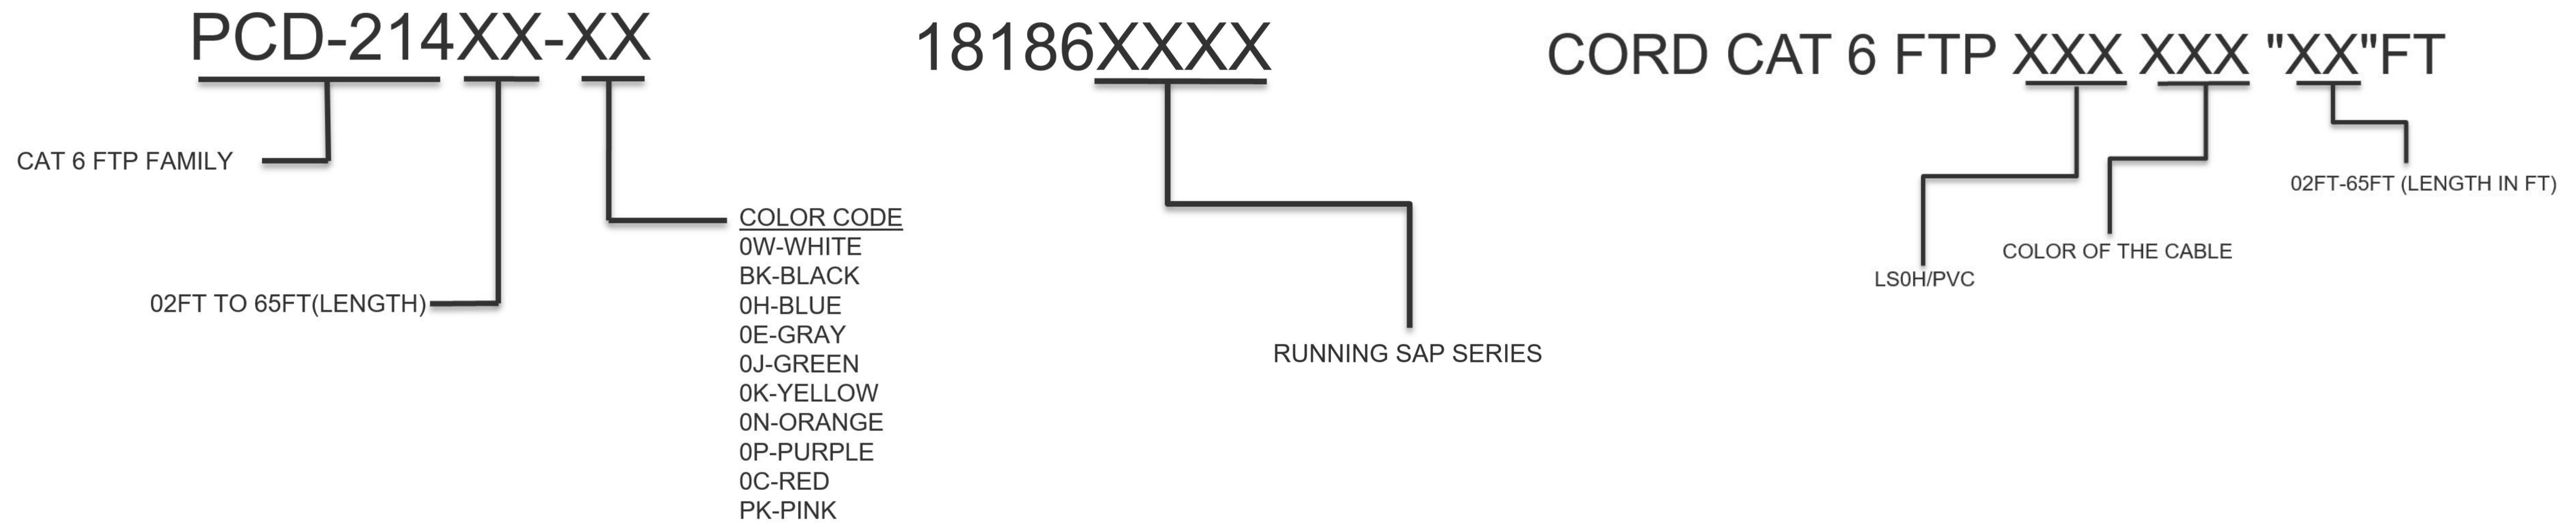 PCD-214XX-XX
CAT 6 FTP FAMILY
02FT TO 65FT(LENGTH)
COLOR CODE
0W-WHITE
BK-BLACK
0H-BLUE
0E-GRAY
0J-GREEN
0K-YELLOW
0N-ORANGE
0P-PURPLE
0C-RED
PK-PINK
18186XXXX
RUNNING SAP SERIES
CORD CAT 6 FTP XXX XXX "XX"FT
LS0H/PVC
COLOR OF THE CABLE
02FT-65FT (LENGTH IN FT)